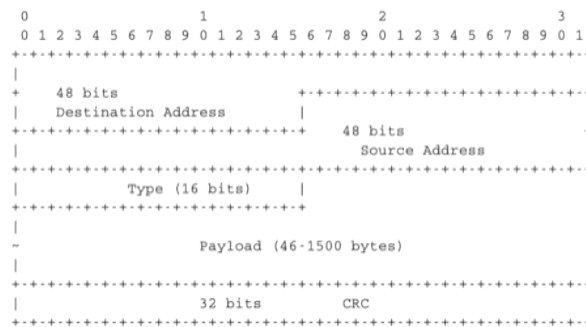 0 1 2 3
0 1 2 3 4 5 6 7 8 9 0 1 2 3 4 5 6 7 8 9 0 1 2 3 4 5 6 7 8 9 0 1
48 bits
Destination Address
48 bits
Source Address
Type (16 bits)
Payload (46-1500 bytes)
32 bits CRC